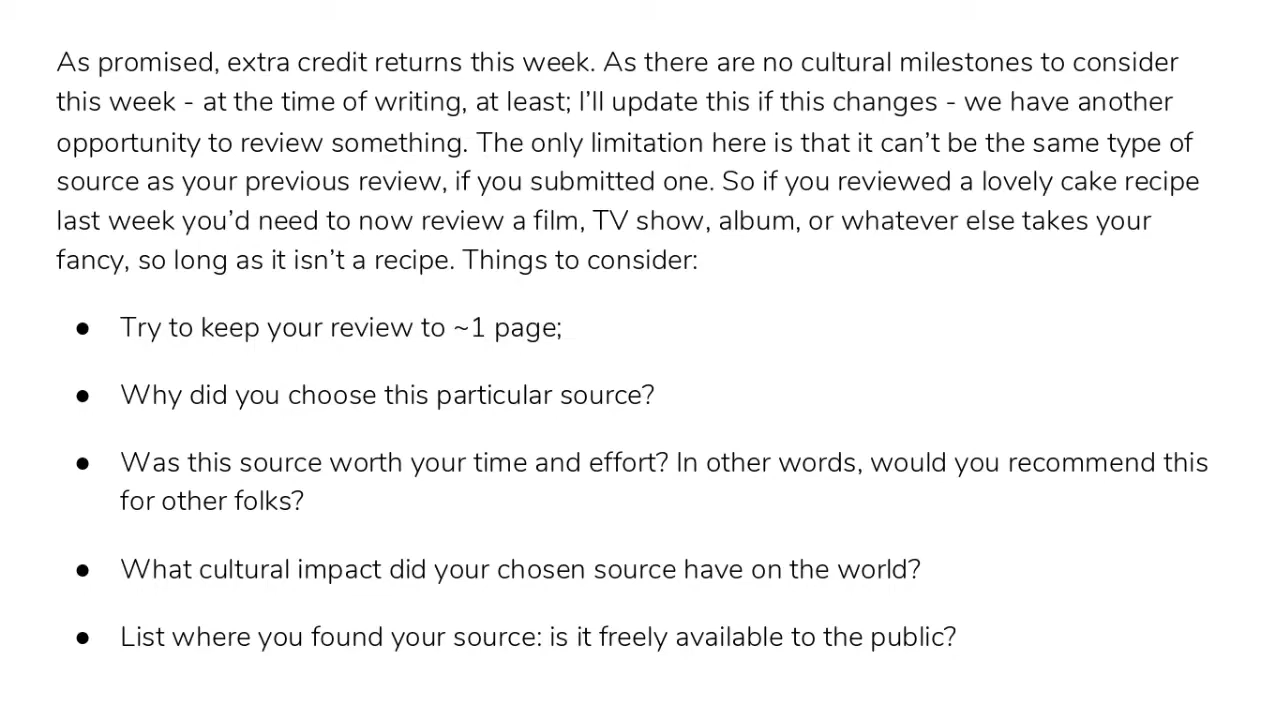 As promised, extra credit returns this week. As there are no cultural milestones to consider
this week - at the time of writing, at least; I’ll update this if this changes - we have another
opportunity to review something. The only limitation here is that it can’t be the same type of
source as your previous review, if you submitted one. So if you reviewed a lovely cake recipe
last week you’d need to now review a film, TV show, album, or whatever else takes your
fancy, so long as it isn’t a recipe. Things to consider:
● Try to keep your review to ~1 page;
● Why did you choose this particular source?
● Was this source worth your time and effort? In other words, would you recommend this
for other folks?
● What cultural impact did your chosen source have on the world?
● List where you found your source: is it freely available to the public?